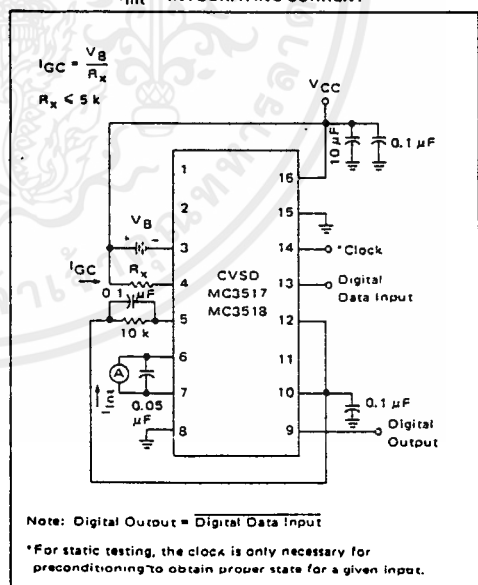 Int INTEGRATING CURRENT
IGC = VB
Rx
Rx ≤ 5 k
VCC
10 µF
0.1 µF
1
16
2
15
VB
+ -
3
14
*Clock
IGC
Rx
4
CVSD
MC3517
MC3518
13
Digital
Data Input
0 1 µF
5
12
10 k
6
11
A
Iint
7
10
0.05
µF
0.1 µF
8
9
Digital
Output
Note: Digital Output = Digital Data Input
*For static testing, the clock is only necessary for
preconditioning to obtain proper state for a given input.